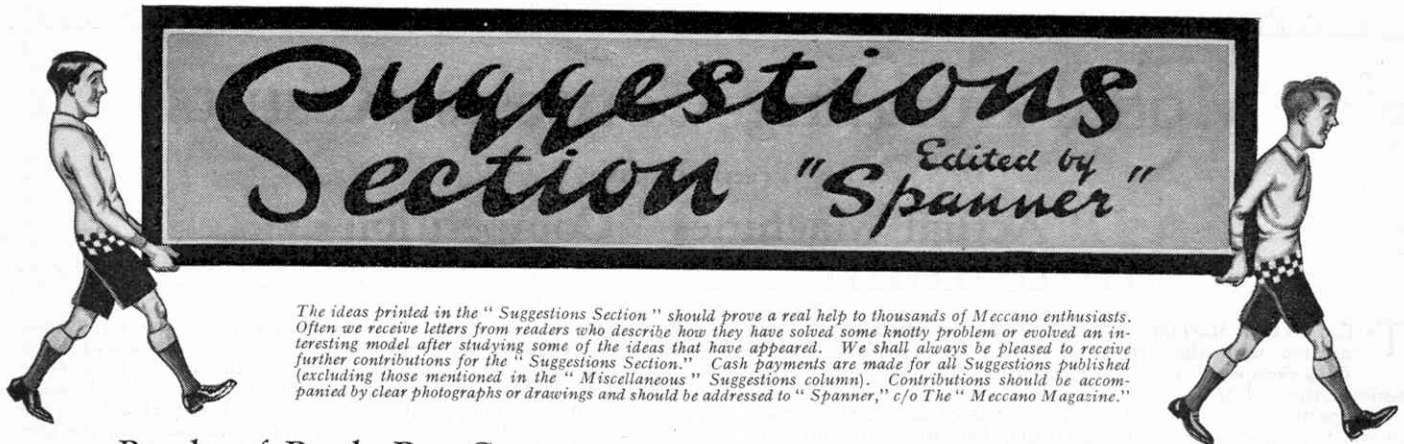 Suggestions
Section
Edited by
"Spanner"
The ideas printed in the "Suggestions Section" should prove a real help to thousands of Meccano enthusiasts.
Often we receive letters from readers who describe how they have solved some knotty problem or evolved an in-
teresting model after studying some of the ideas that have appeared. We shall always be pleased to receive
further contributions for the "Suggestions Section." Cash payments are made for all Suggestions published
(excluding those mentioned in the "Miscellaneous" Suggestions column). Contributions should be accom-
panied by clear photographs or drawings and should be addressed to "Spanner," c/o The "Meccano Magazine."